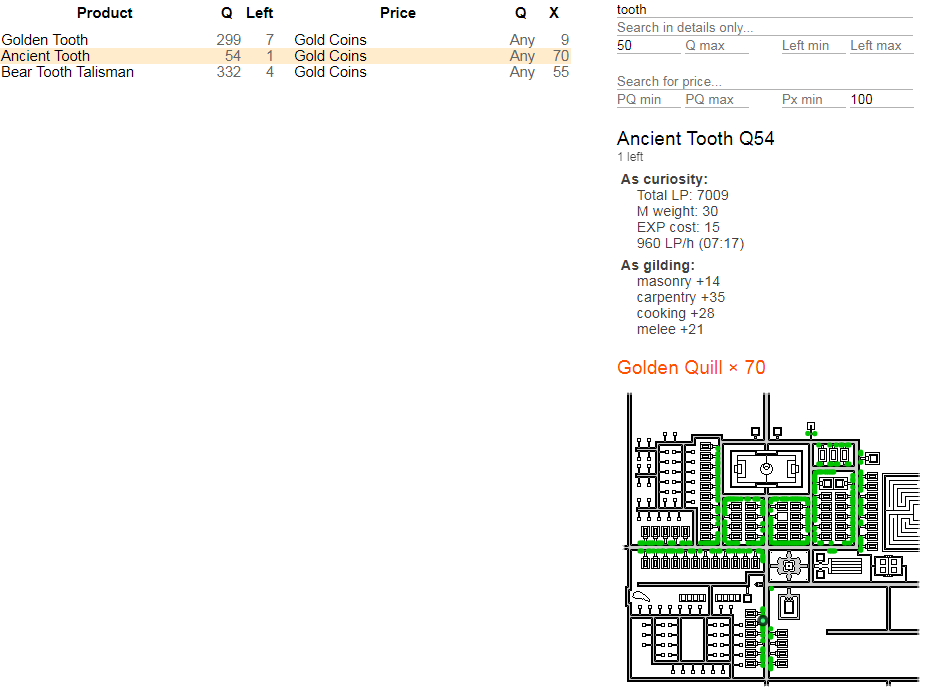 Product Q Left Price Q X
Golden Tooth 299 7 Gold Coins Any 9
Ancient Tooth 54 1 Gold Coins Any 70
Bear Tooth Talisman 332 4 Gold Coins Any 55
tooth
Search in details only...
50 Q max Left min Left max
Search for price...
PQ min PQ max Px min 100
Ancient Tooth Q54
1 left
As curiosity:
Total LP: 7009
M weight: 30
EXP cost: 15
960 LP/h (07:17)
As gilding:
masonry +14
carpentry +35
cooking +28
melee +21
Golden Quill × 70